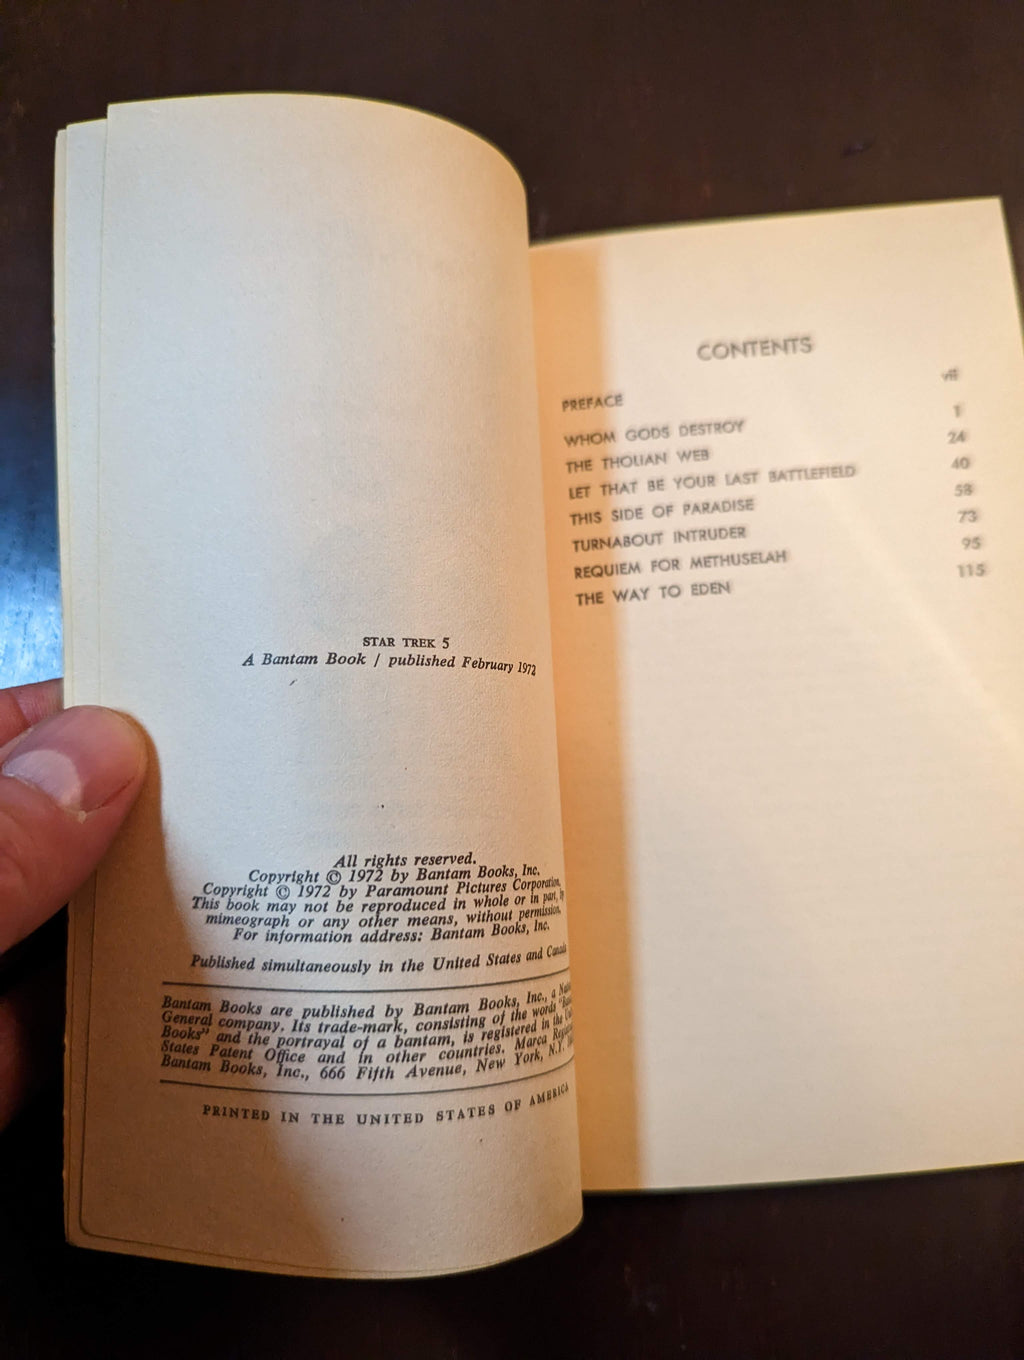 STAR TREK 5
A Bantam Book / published February 1972
All rights reserved.
Copyright © 1972 by Bantam Books, Inc.
Copyright © 1972 by Paramount Pictures Corporation.
This book may not be reproduced in whole or in part, by
mimeograph or any other means, without permission.
For information address: Bantam Books, Inc.
Published simultaneously in the United States and Canada
Bantam Books are published by Bantam Books, Inc., a
General company. Its trade-mark, consisting of the words
Books" and the portrayal of a bantam, is registered in the
States Patent Office and in other countries. Marca
Bantam Books, Inc., 666 Fifth Avenue, New York, N.Y.
PRINTED IN THE UNITED STATES OF AMERICA
CONTENTS
PREFACE vii
WHOM GODS DESTROY 1
THE THOLIAN WEB 24
LET THAT BE YOUR LAST BATTLEFIELD 40
THIS SIDE OF PARADISE 58
TURNABOUT INTRUDER 73
REQUIEM FOR METHUSELAH 95
THE WAY TO EDEN 115